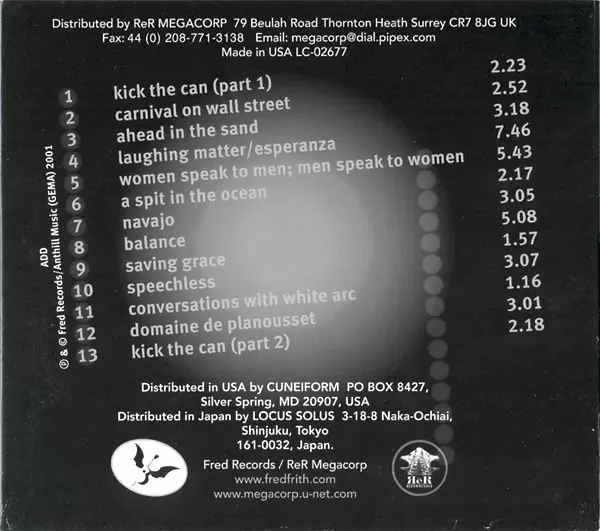 Distributed by ReR MEGACORP 79 Beulah Road Thornton Heath Surrey CR7 8JG UK
Fax: 44 (0) 208-771-3138 Email: megacorp@dial.pipex.com
Made in USA LC-02677
1 kick the can (part 1) 2.23
2 carnival on wall street 2.52
3 ahead in the sand 3.18
4 laughing matter/esperanza 7.46
5 women speak to men; men speak to women 5.43
6 a spit in the ocean 2.17
7 navajo 3.05
8 balance 5.08
9 saving grace 1.57
10 speechless 3.07
11 conversations with white arc 1.16
12 domaine de planousset 3.01
13 kick the can (part 2) 2.18
ADD
℗ & © Fred Records/Anthill Music (GEMA) 2001
Distributed in USA by CUNEIFORM PO BOX 8427,
Silver Spring, MD 20907, USA
Distributed in Japan by LOCUS SOLUS 3-18-8 Naka-Ochiai,
Shinjuku, Tokyo
161-0032, Japan.
Fred Records / ReR Megacorp
www.fredfrith.com
www.megacorp.u-net.com
ReR